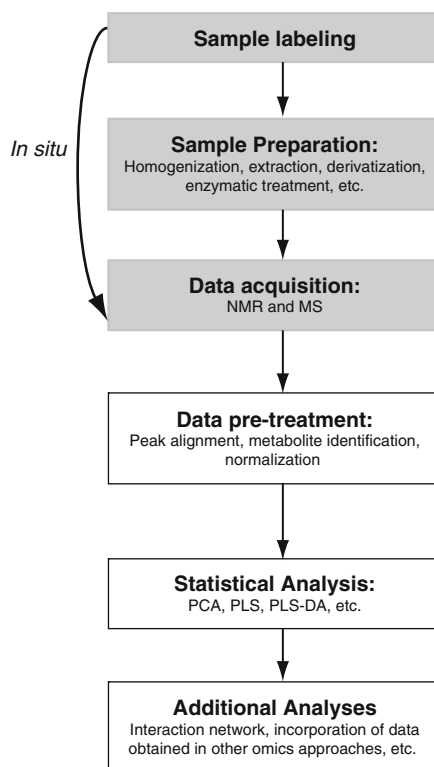 Sample labeling
In situ
Sample Preparation:
Homogenization, extraction, derivatization,
enzymatic treatment, etc.
Data acquisition:
NMR and MS
Data pre-treatment:
Peak alignment, metabolite identification,
normalization
Statistical Analysis:
PCA, PLS, PLS-DA, etc.
Additional Analyses
Interaction network, incorporation of data
obtained in other omics approaches, etc.